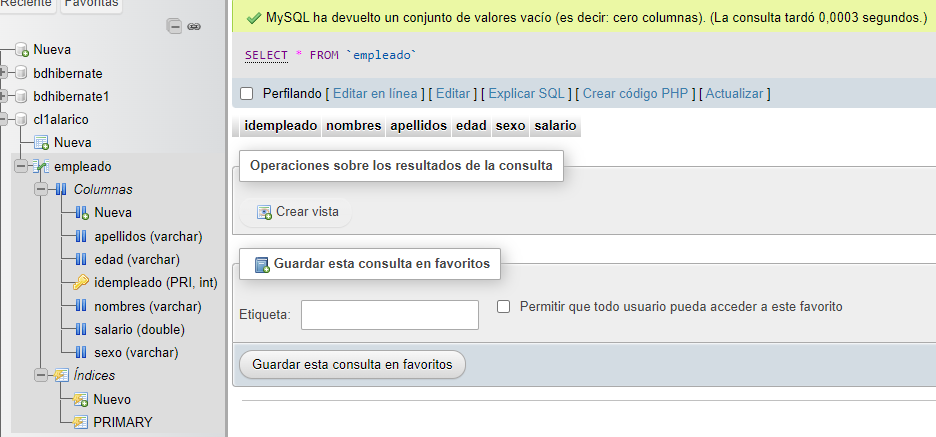 Reciente Favoritas
Nueva
bdhibernate
bdhibernate1
cl1alarico
Nueva
empleado
Columnas
Nueva
apellidos (varchar)
edad (varchar)
idempleado (PRI, int)
nombres (varchar)
salario (double)
sexo (varchar)
Índices
Nuevo
PRIMARY
MySQL ha devuelto un conjunto de valores vacío (es decir: cero columnas). (La consulta tardó 0,0003 segundos.)
SELECT * FROM `empleado`
Perfilando [ Editar en línea ] [ Editar ] [ Explicar SQL ] [ Crear código PHP ] [ Actualizar ]
idempleado nombres apellidos edad sexo salario
Operaciones sobre los resultados de la consulta
Crear vista
Guardar esta consulta en favoritos
Etiqueta: Permitir que todo usuario pueda acceder a este favorito
Guardar esta consulta en favoritos